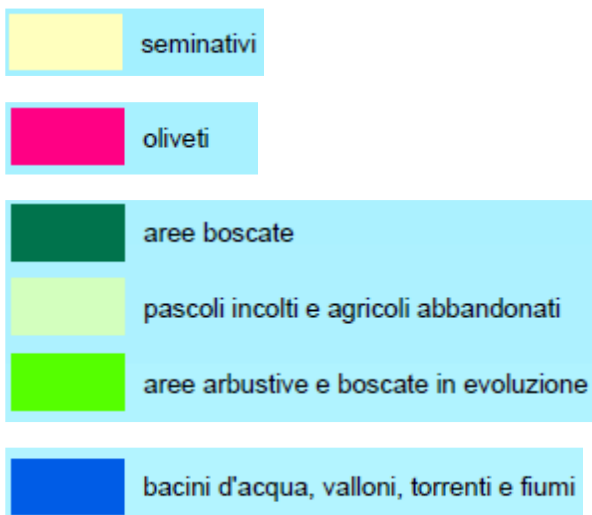 seminativi
oliveti
aree boscate
pascoli incolti e agricoli abbandonati
aree arbustive e boscate in evoluzione
bacini d'acqua, valloni, torrenti e fiumi